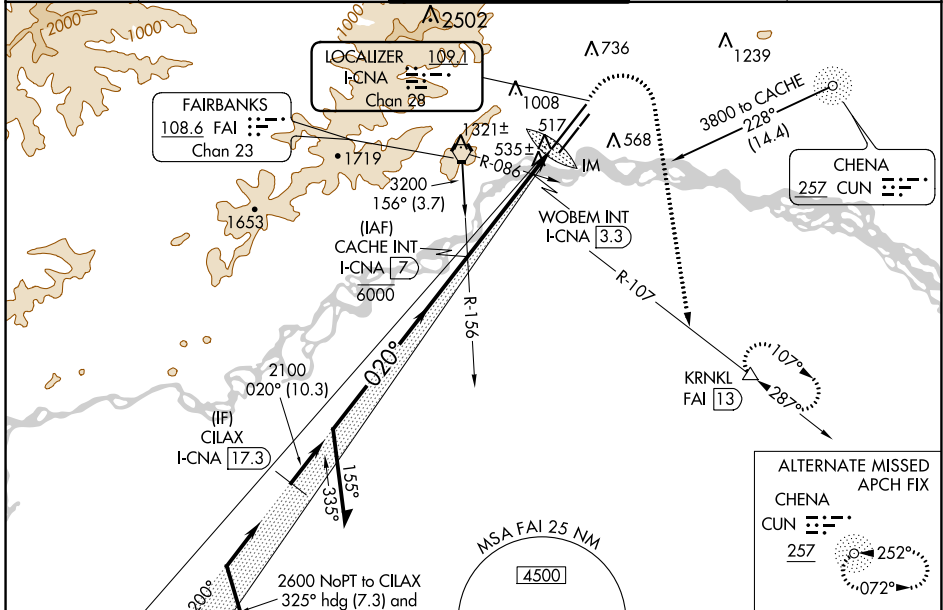 2502
736
1239
LOCALIZER 109.1
I-CNA
Chan 28
1008
3800 to CACHE
228°
(14.4)
FAIRBANKS
108.6 FAI
Chan 23
1321±
517
535±
568
R-086
IM
1719
CHENA
257 CUN
3200
156° (3.7)
1653
WOBEM INT
I-CNA 3.3
(IAF)
CACHE INT
I-CNA 7
6000
R-107
R-156
020°
2100
020° (10.3)
107°
KRNKL
FAI 13
287°
(IF)
CILAX
I-CNA 17.3
155°
335°
ALTERNATE MISSED
APCH FIX
CHENA
CUN
257
252°
072°
MSA FAI 25 NM
4500
200°
2600 NoPT to CILAX
325° hdg (7.3) and